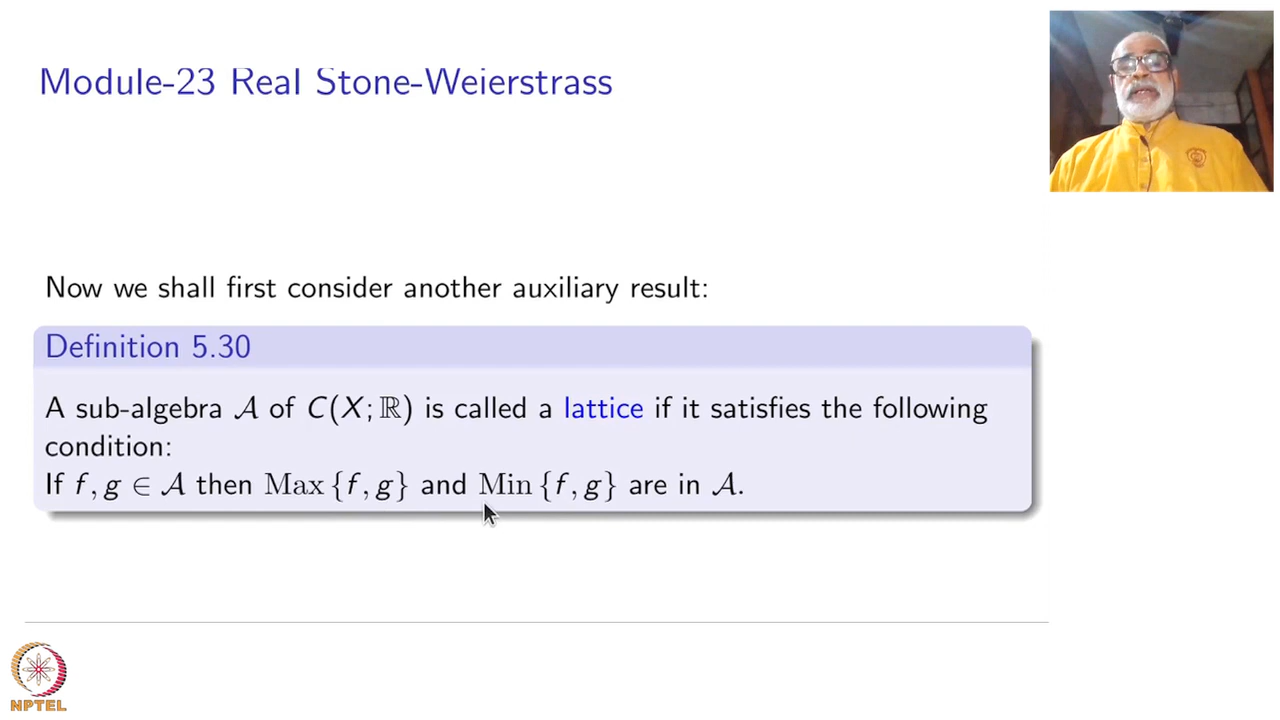 Module-23 Real Stone-Weierstrass
Now we shall first consider another auxiliary result:
Definition 5.30
A sub-algebra 𝒜 of C(X; ℝ) is called a lattice if it satisfies the following
condition:
If f, g ∈ 𝒜 then Max {f, g} and Min {f, g} are in 𝒜.
NPTEL